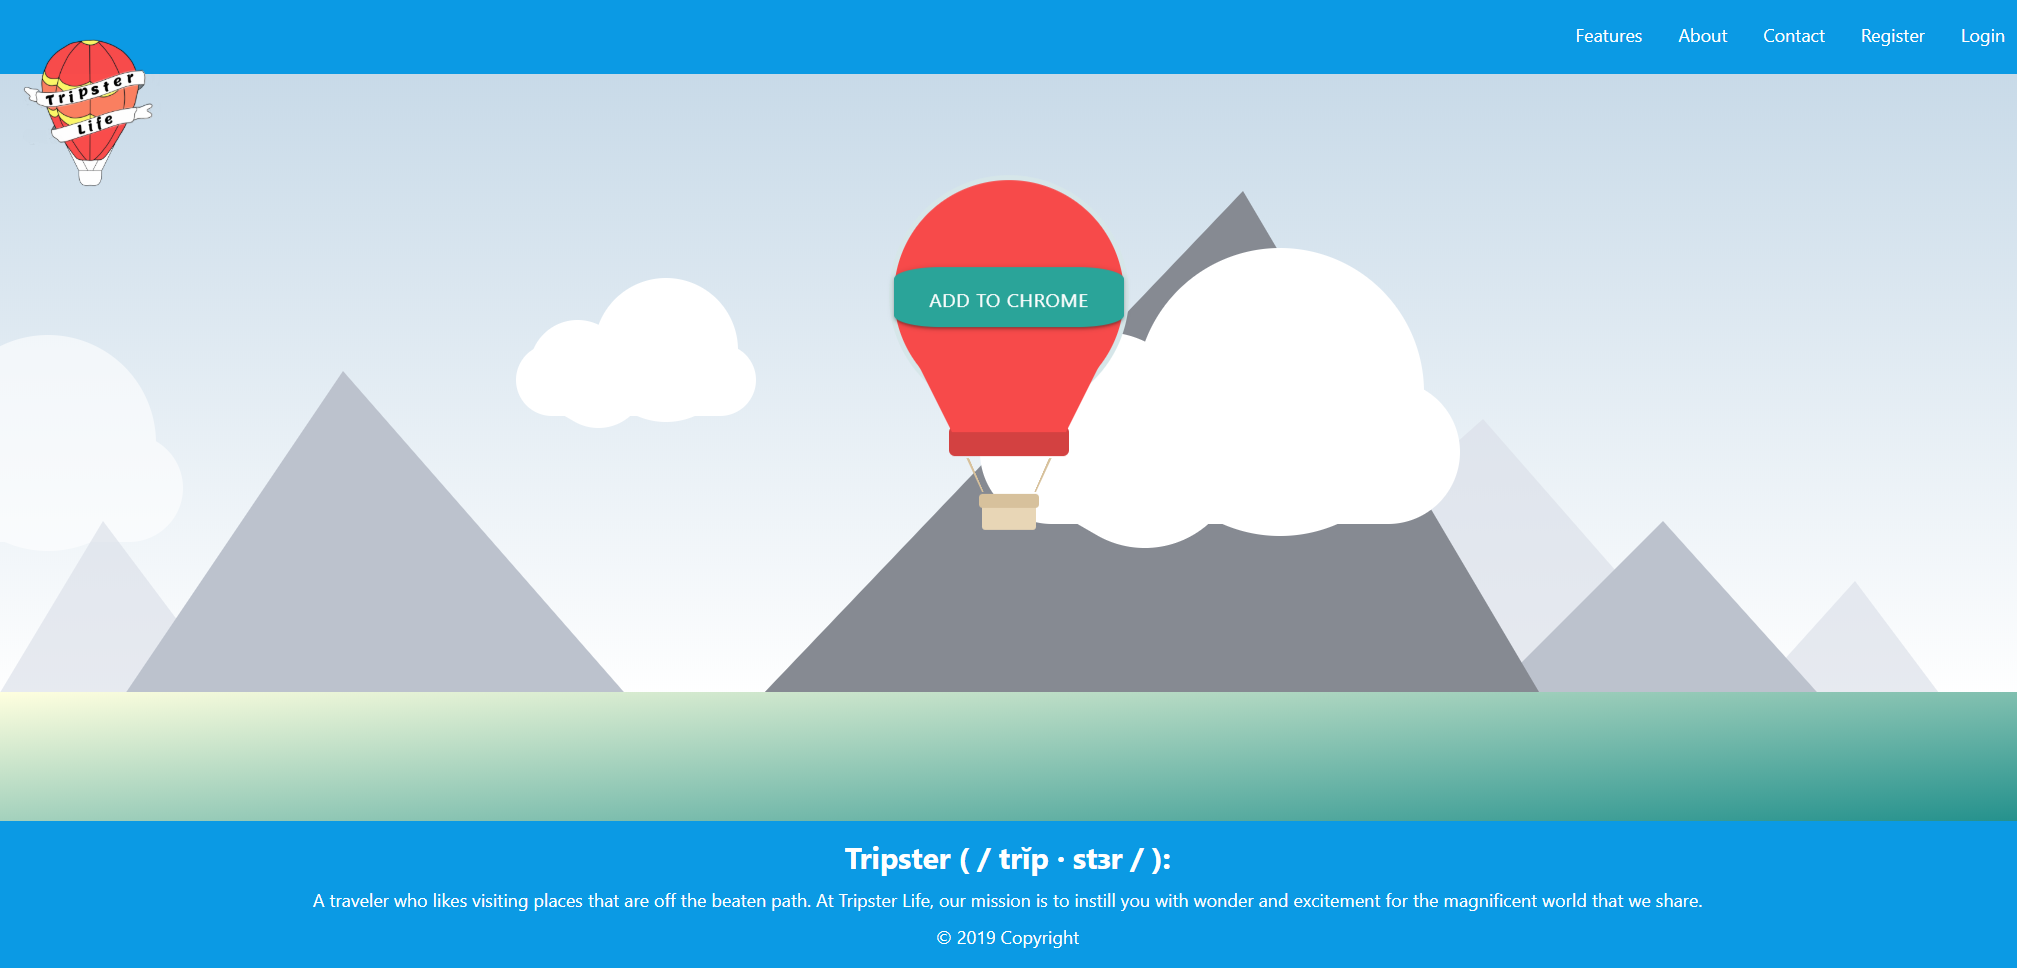 Features About Contact Register Login
Tripster
Life
ADD TO CHROME
Tripster ( / trĭp · stɜr / ):
A traveler who likes visiting places that are off the beaten path. At Tripster Life, our mission is to instill you with wonder and excitement for the magnificent world that we share.
© 2019 Copyright